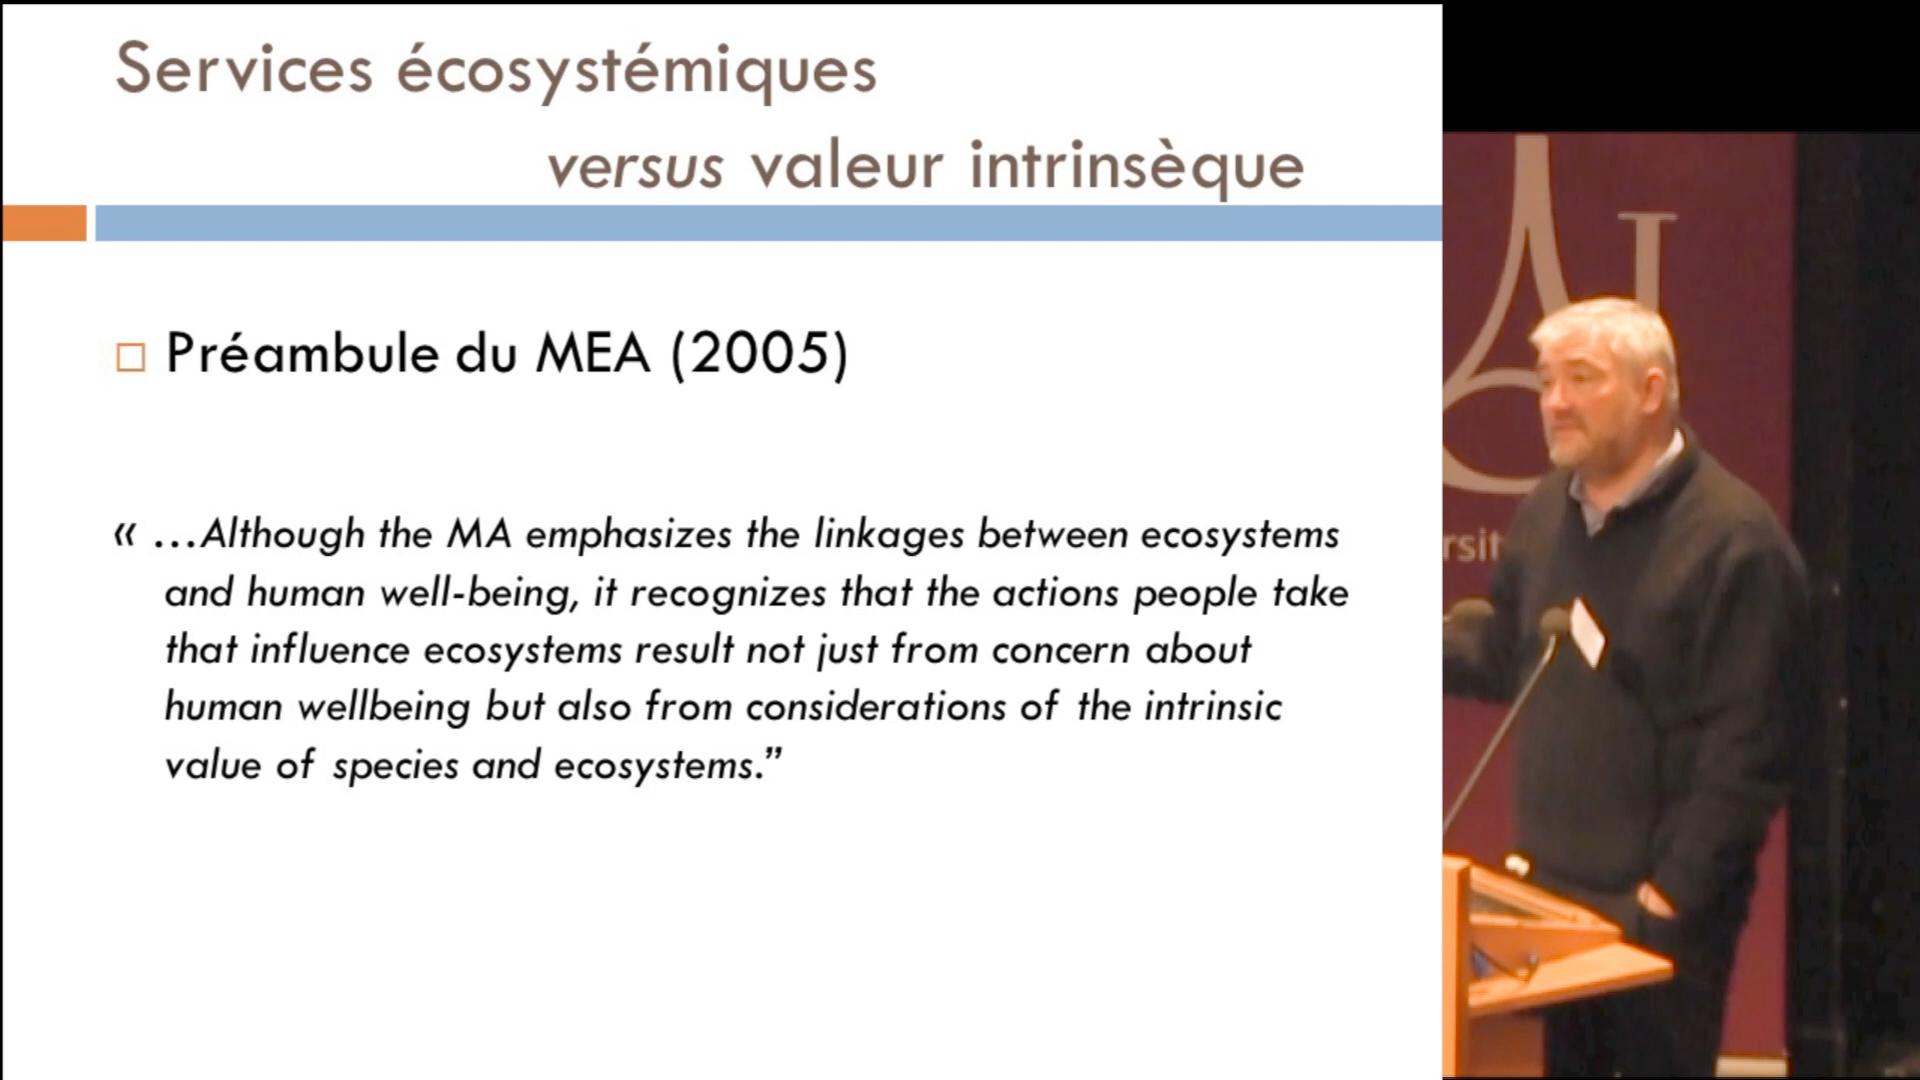 Services écosystémiques
versus valeur intrinsèque
Préambule du MEA (2005)
« …Although the MA emphasizes the linkages between ecosystems
and human well-being, it recognizes that the actions people take
that influence ecosystems result not just from concern about
human wellbeing but also from considerations of the intrinsic
value of species and ecosystems.”
rsit